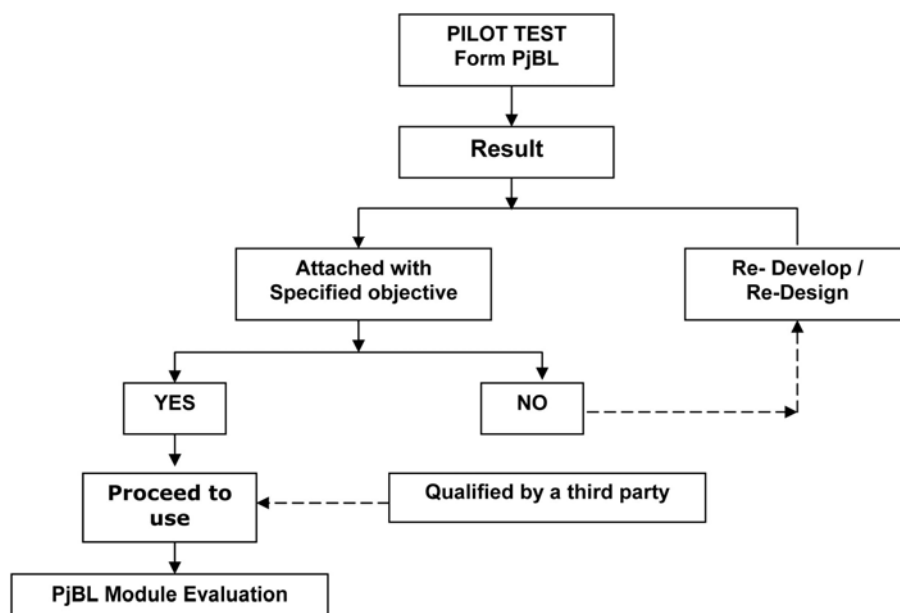 PILOT TEST
Form PjBL
Result
Attached with
Specified objective
Re- Develop /
Re-Design
YES
NO
Proceed to
use
Qualified by a third party
PjBL Module Evaluation